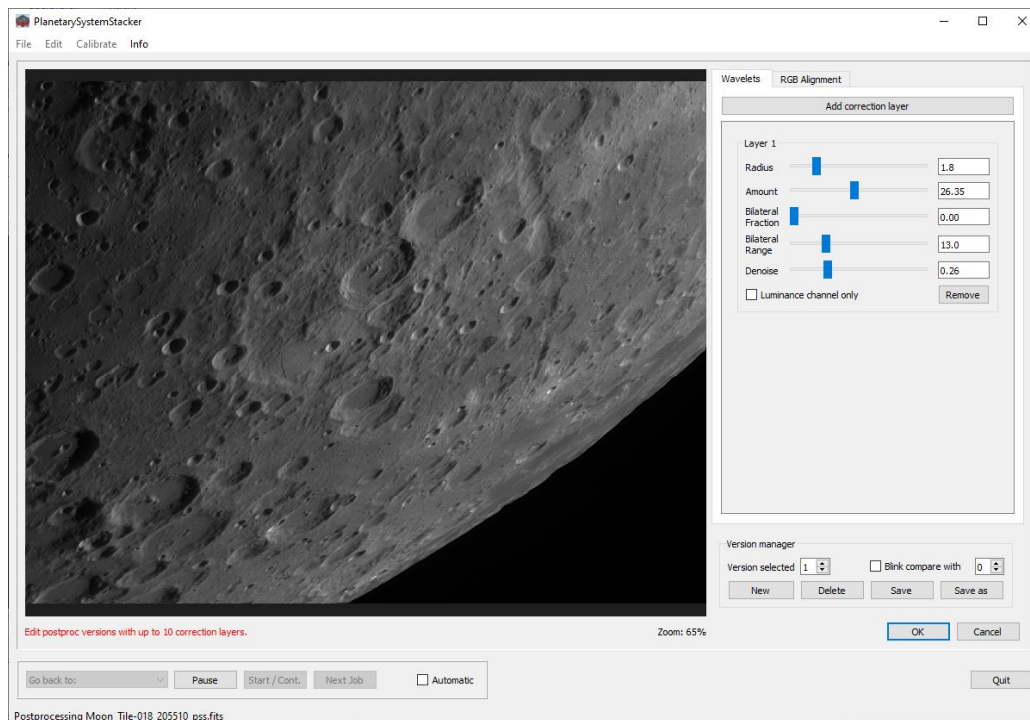 PlanetarySystemStacker
File Edit Calibrate Info
Wavelets RGB Alignment
Add correction layer
Layer 1
Radius 1.8
Amount 26.35
Bilateral Fraction 0.00
Bilateral Range 13.0
Denoise 0.26
Luminance channel only Remove
Version manager
Version selected 1 Blink compare with 0
New Delete Save Save as
Edit postproc versions with up to 10 correction layers. Zoom: 65%
OK Cancel
Go back to: Pause Start / Cont. Next Job Automatic Quit
Postprocessing Moon_Tile-018_205510_pss.fits